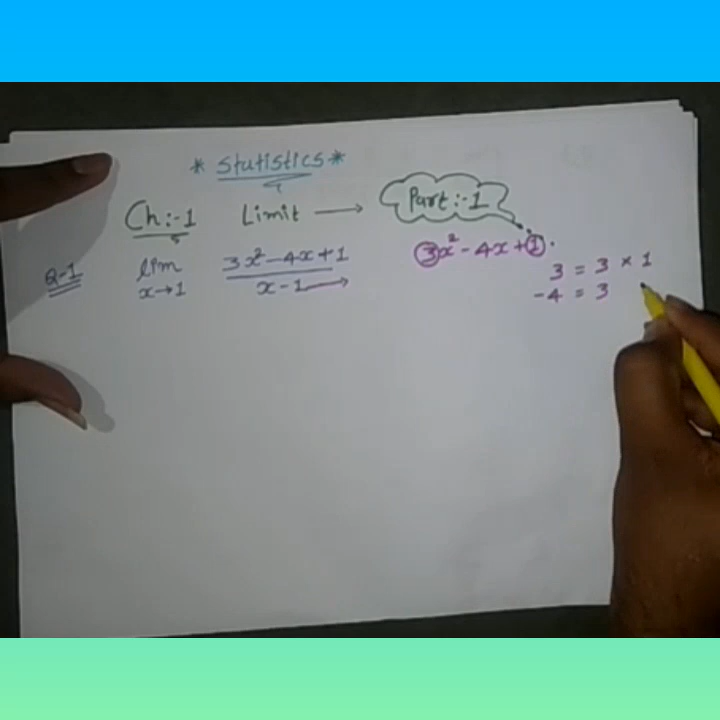 * Statistics *
Ch:-1 Limit → Part:-1
Q-1 lim x→1 3x²-4x+1 / x-1 →
3x²-4x+1.
3 = 3 × 1
-4 = 3